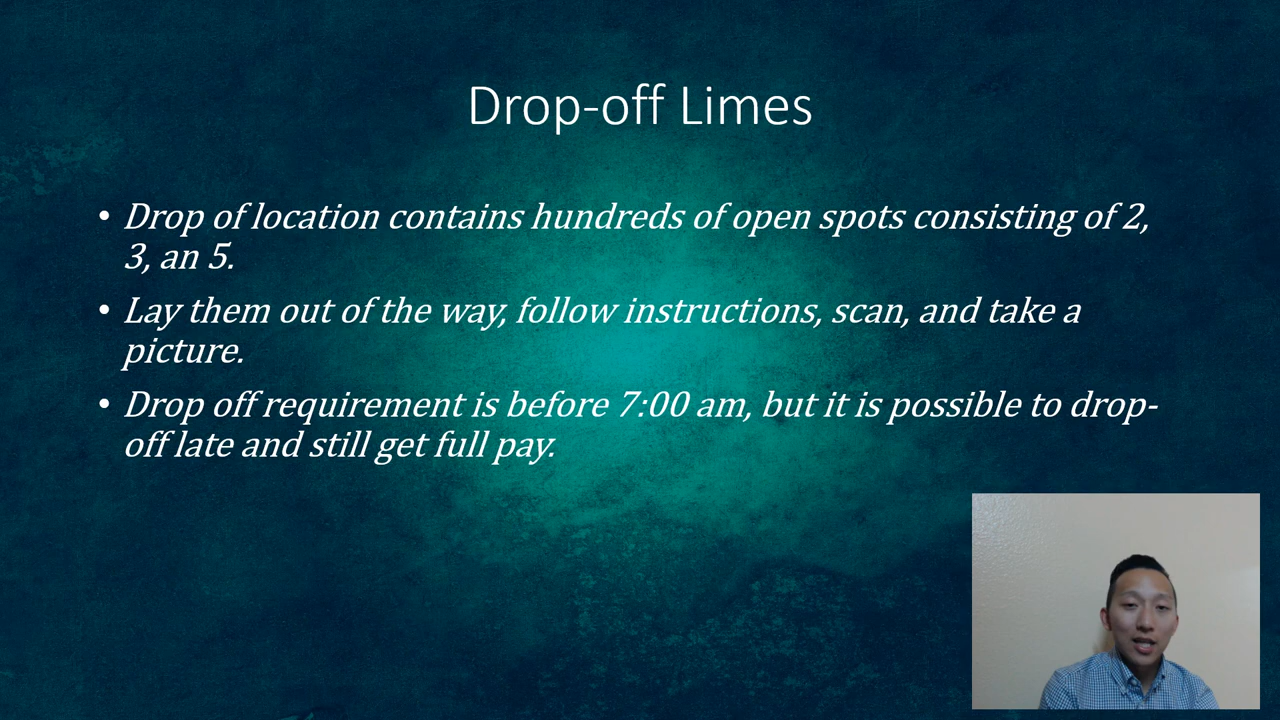 Drop-off Limes
• Drop of location contains hundreds of open spots consisting of 2,
3, an 5.
• Lay them out of the way, follow instructions, scan, and take a
picture.
• Drop off requirement is before 7:00 am, but it is possible to drop-
off late and still get full pay.